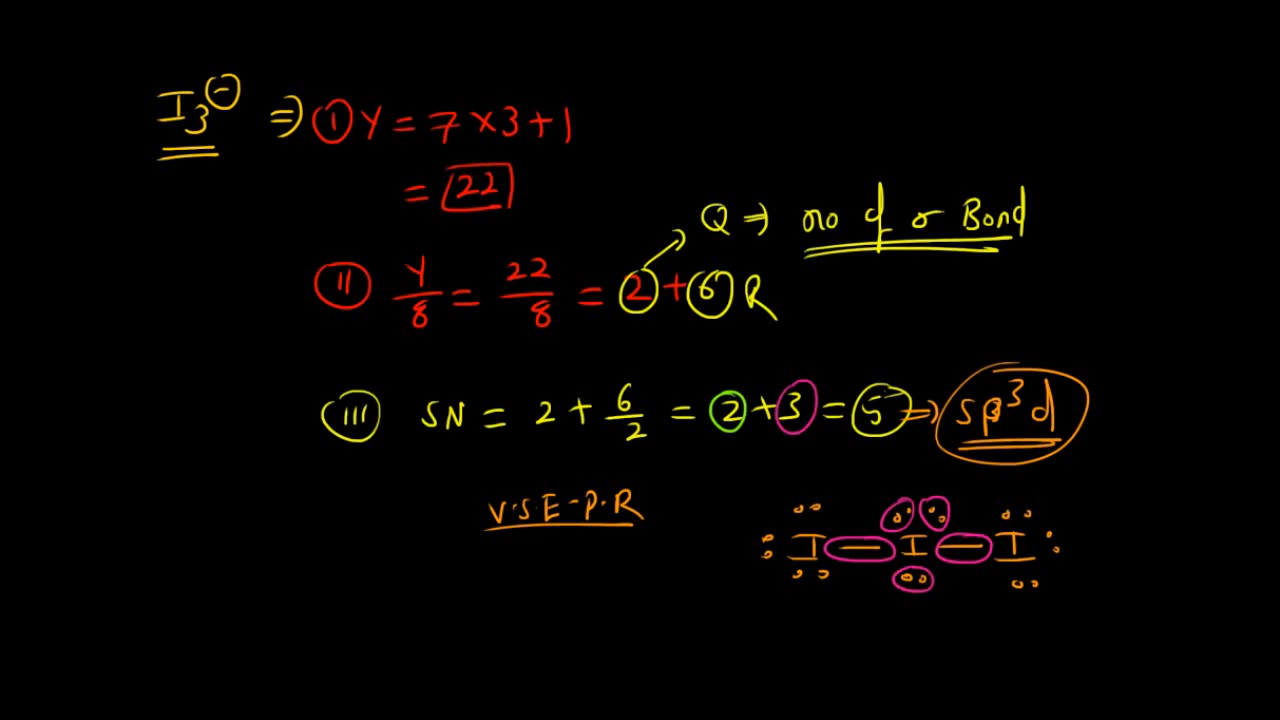 I₃⊖ ⇒ ① Y = 7 × 3 + 1
= 22
Q ⇒ no of σ Bond
II Y/8 = 22/8 = 2 + 6 R
III SN = 2 + 6/2 = 2 + 3 = 5 ⇒ sp³d
V.S.E-P.R
:I — I — I: